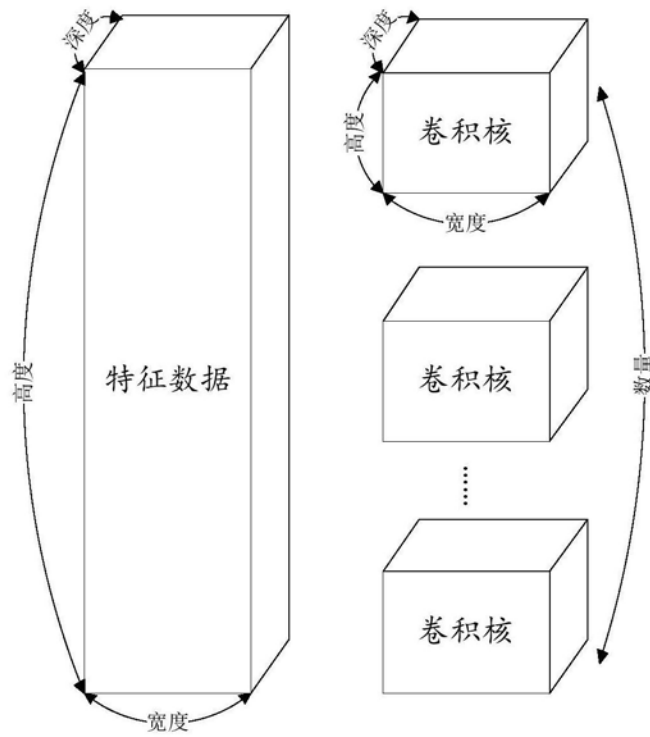 深度
高度
特征数据
宽度
深度
高度
卷积核
宽度
卷积核
......
卷积核
数量